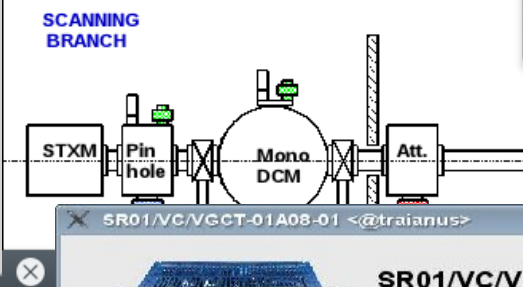 SCANNING
BRANCH
STXM
Pin
hole
Mono
DCM
Att.
SR01/VC/VGCT-01A08-01 <@traianus>
SR01/VC/V